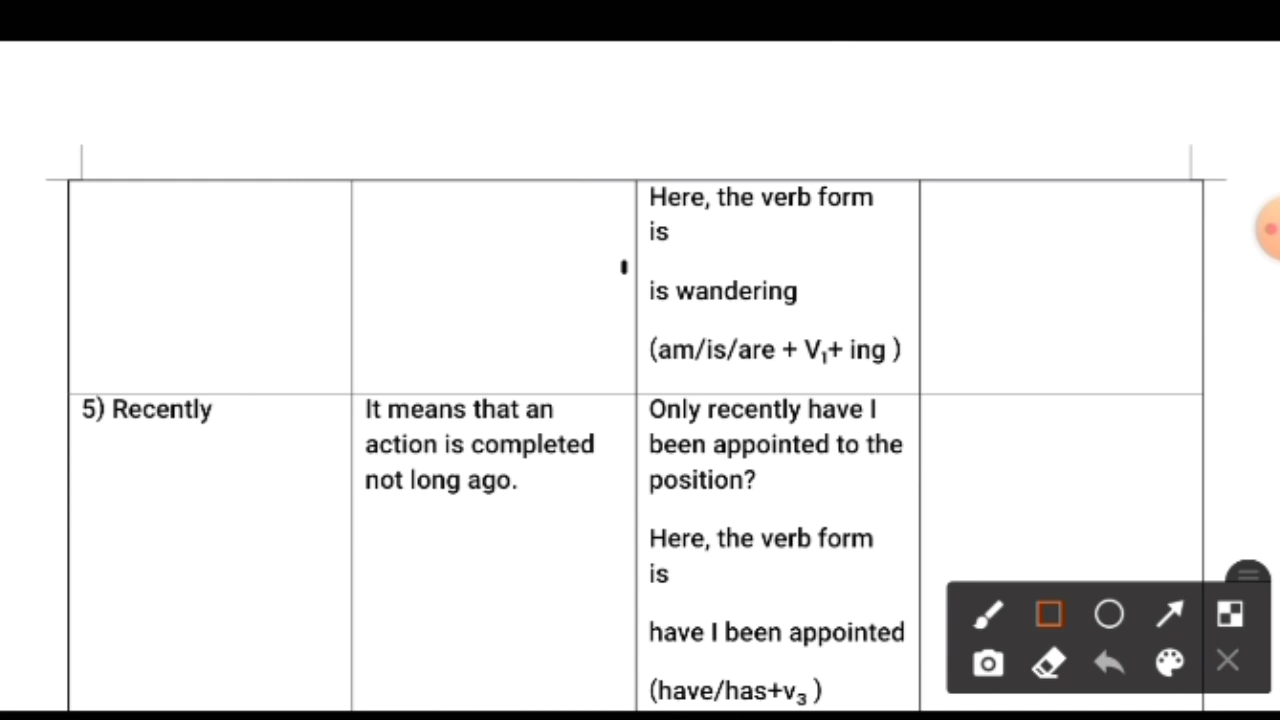 Here, the verb form
is
is wandering
(am/is/are + V₁+ ing )
5) Recently
It means that an
action is completed
not long ago.
Only recently have I
been appointed to the
position?
Here, the verb form
is
have I been appointed
(have/has+v₃ )